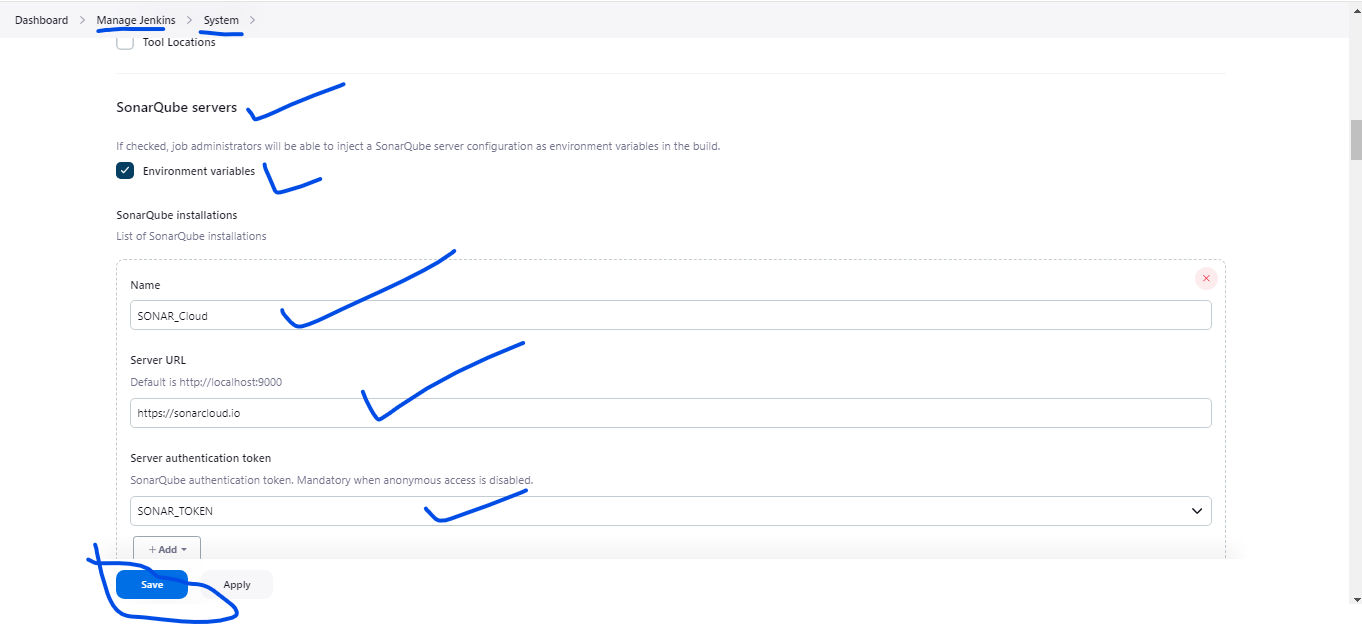 Dashboard > Manage Jenkins > System >
Tool Locations
SonarQube servers
If checked, job administrators will be able to inject a SonarQube server configuration as environment variables in the build.
Environment variables
SonarQube installations
List of SonarQube installations
Name
SONAR_Cloud
Server URL
Default is http://localhost:9000
https://sonarcloud.io
Server authentication token
SonarQube authentication token. Mandatory when anonymous access is disabled.
SONAR_TOKEN
+ Add
Save Apply